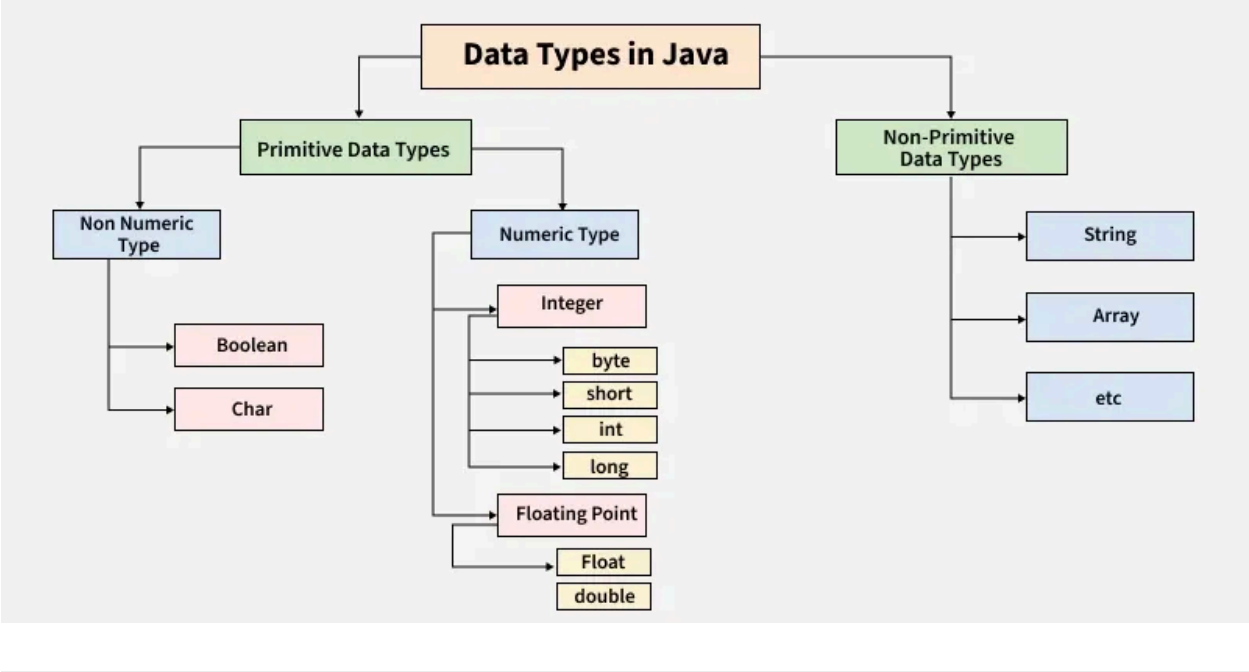 Data Types in Java
Primitive Data Types
Non-Primitive
Data Types
Non Numeric
Type
Numeric Type
String
Integer
Array
Boolean
byte
short
Char
etc
int
long
Floating Point
Float
double